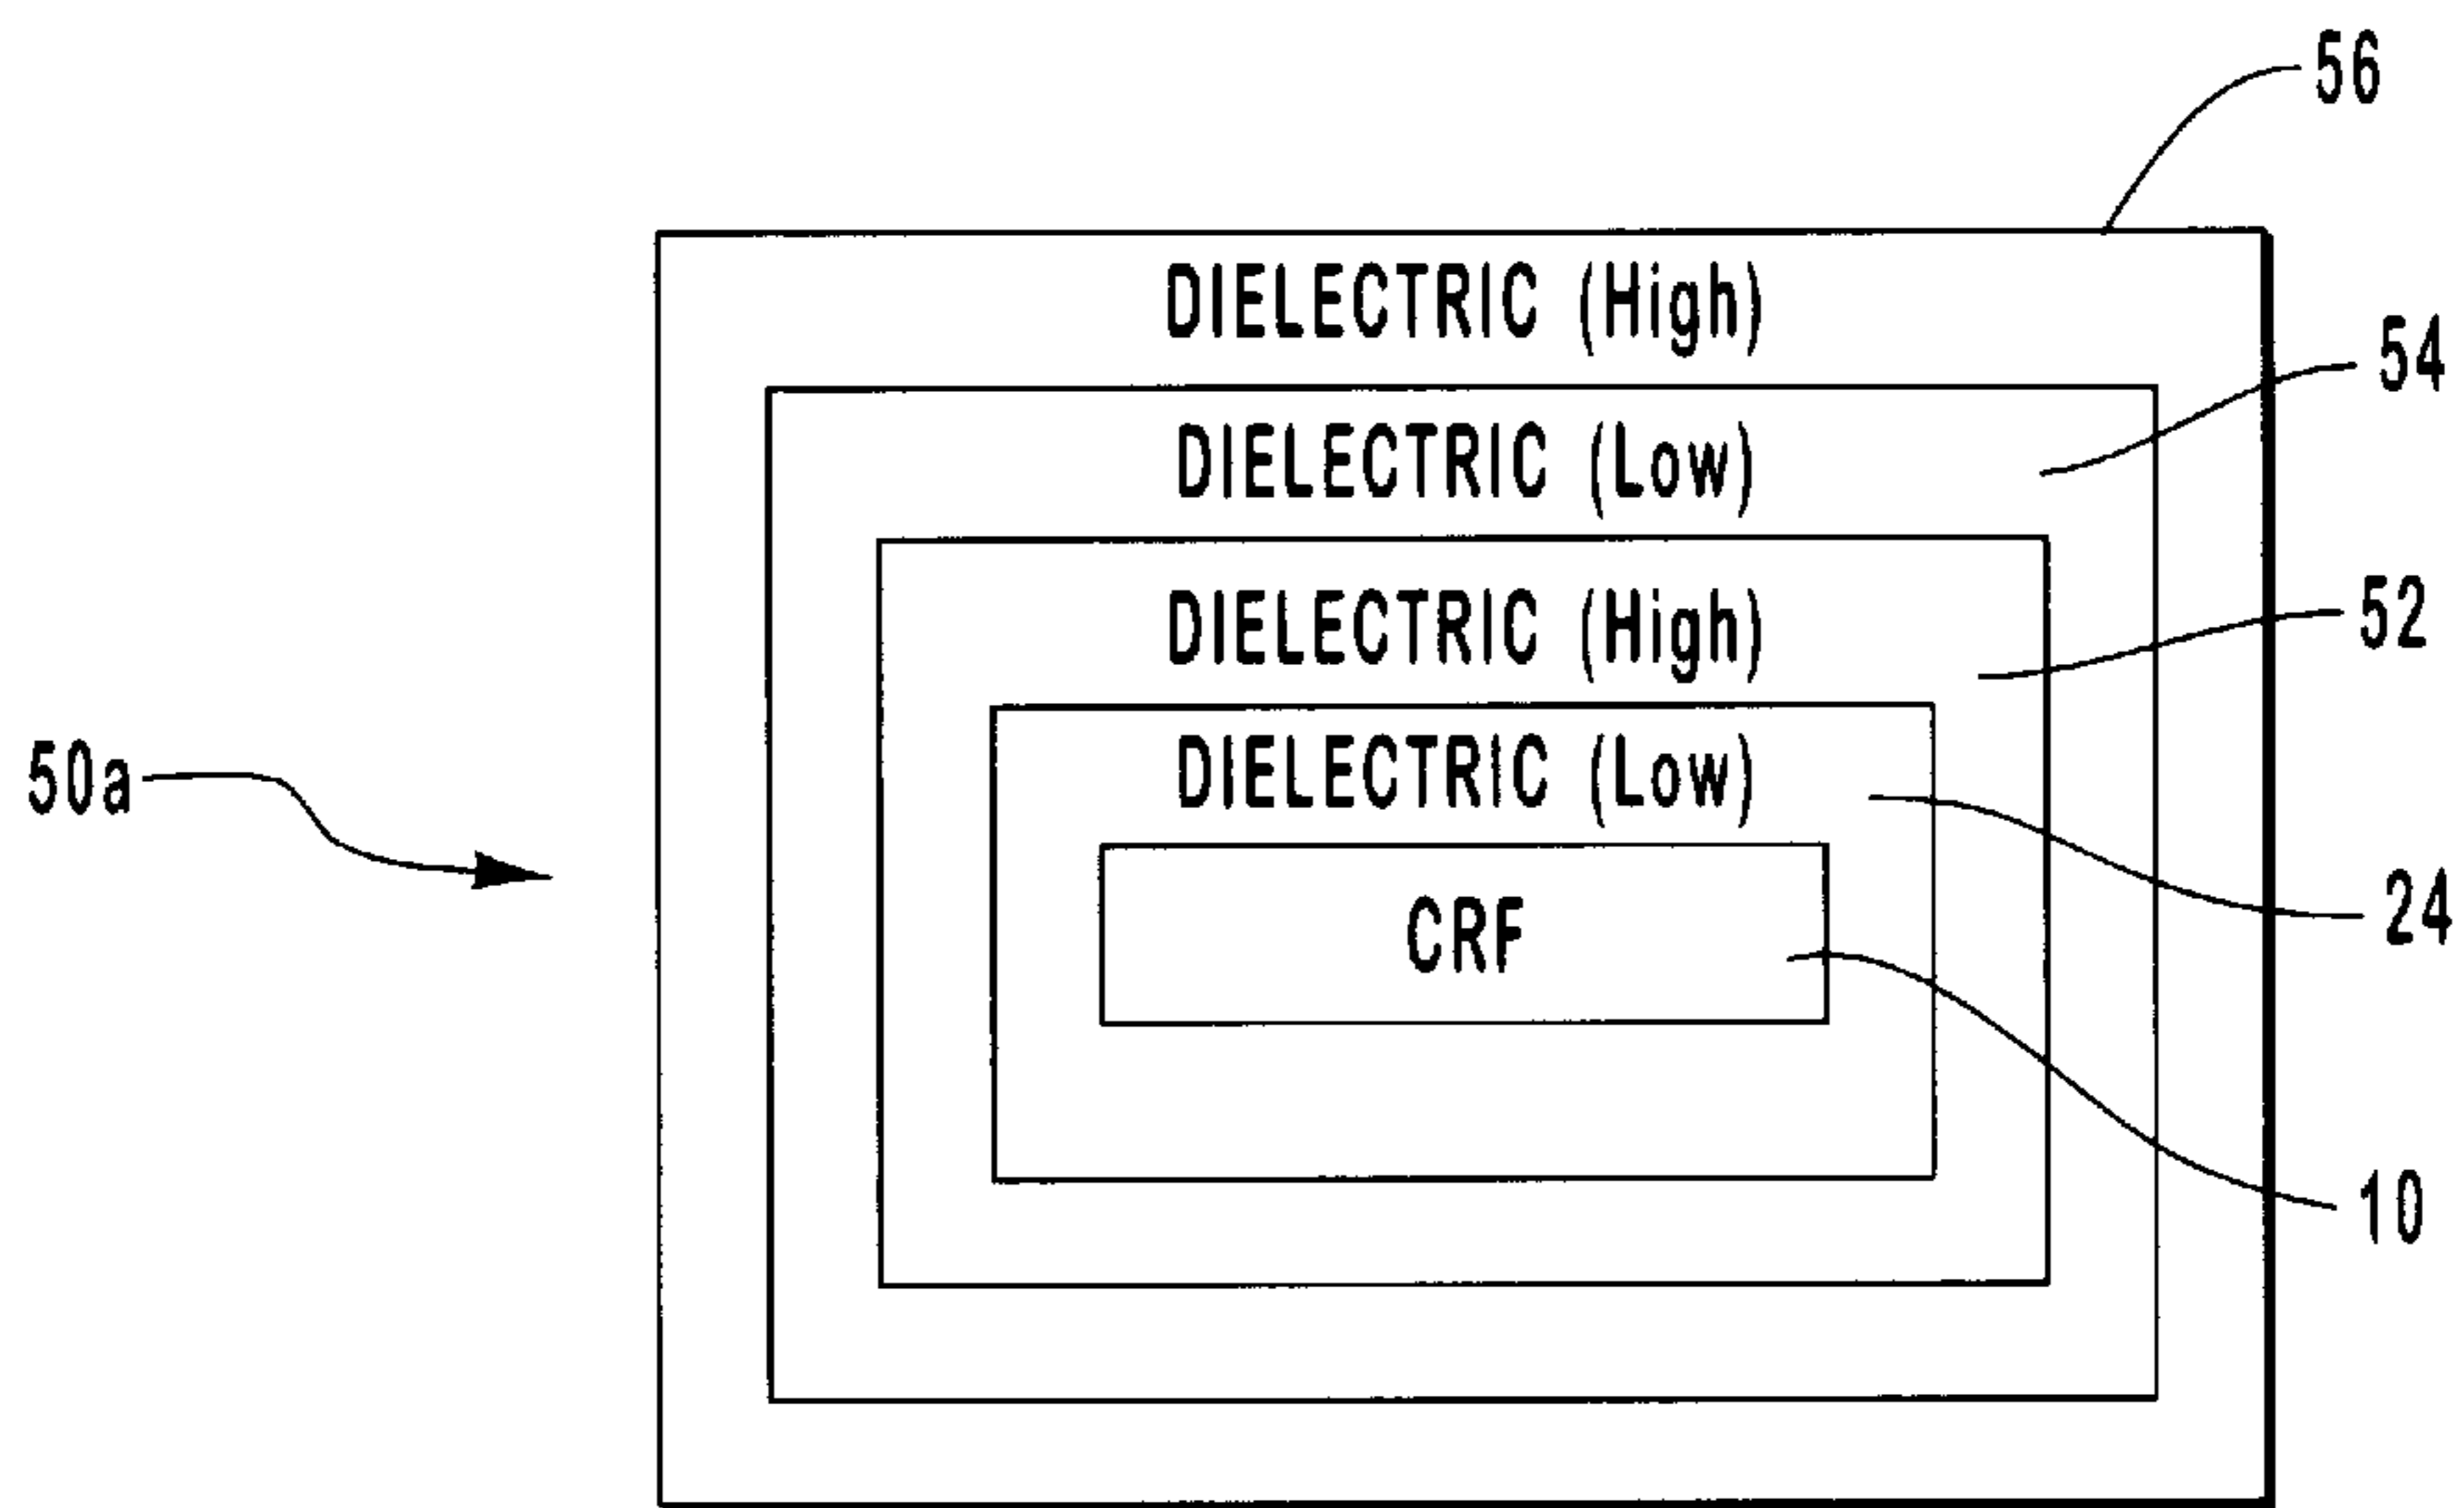 56
DIELECTRIC (High)
54
DIELECTRIC (Low)
52
DIELECTRIC (High)
50a
DIELECTRIC (Low)
24
CRF
10